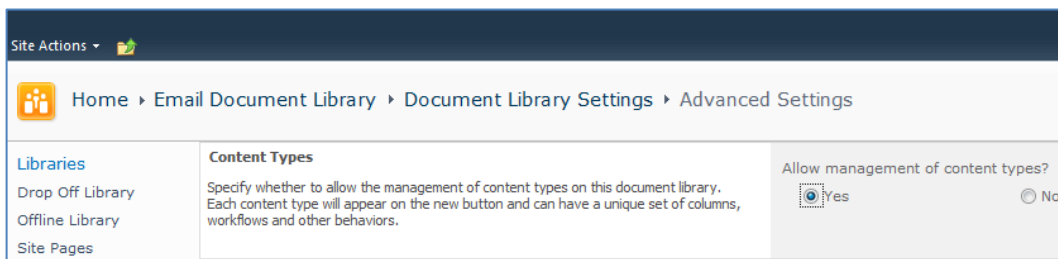 Site Actions
Home ▸ Email Document Library ▸ Document Library Settings ▸ Advanced Settings
Libraries
Drop Off Library
Offline Library
Site Pages
Content Types
Specify whether to allow the management of content types on this document library.
Each content type will appear on the new button and can have a unique set of columns,
workflows and other behaviors.
Allow management of content types?
Yes No